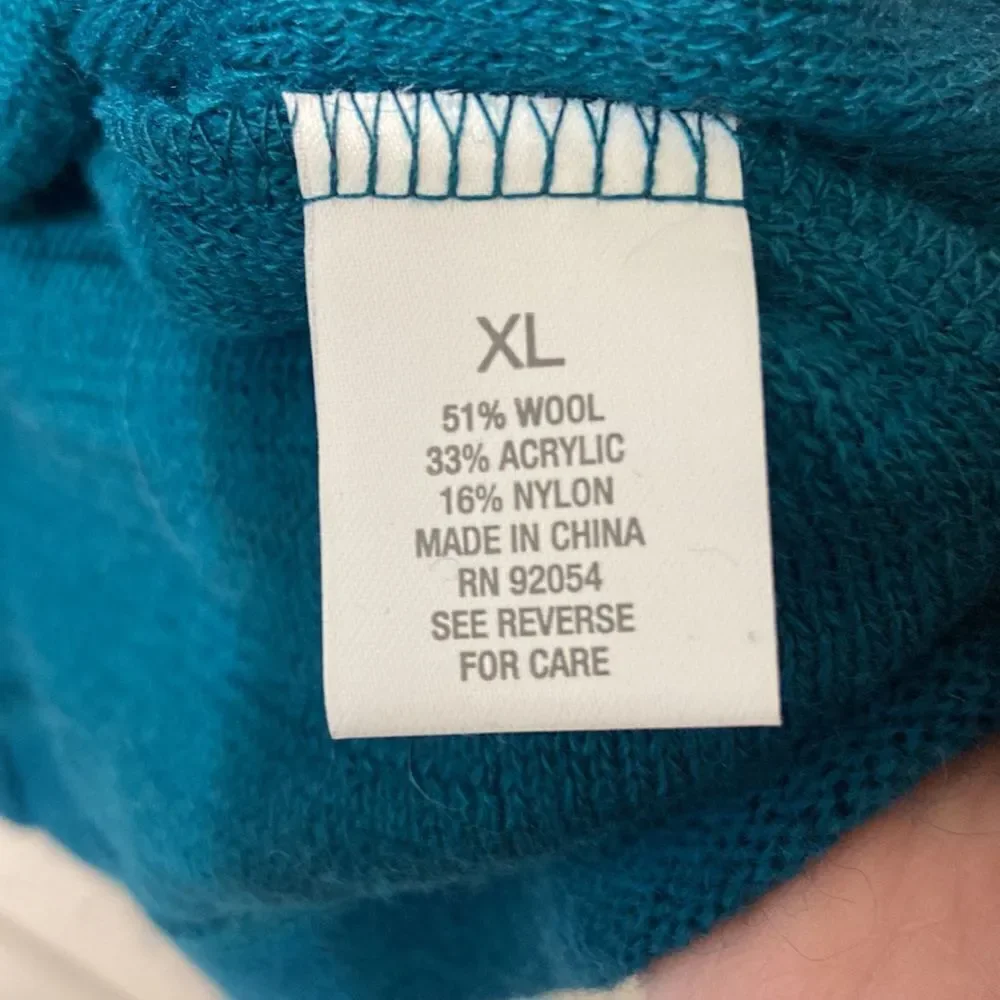 XL
51% WOOL
33% ACRYLIC
16% NYLON
MADE IN CHINA
RN 92054
SEE REVERSE
FOR CARE